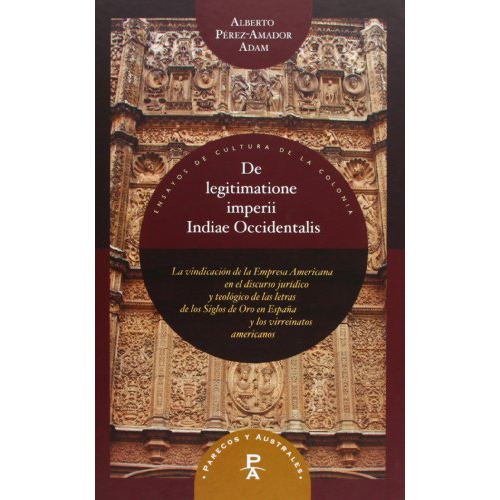 ALBERTO
PÉREZ-AMADOR
ADAM
ENSAYOS DE CULTURA DE LA COLONIA
De
legitimatione
imperii
Indiae Occidentalis
La vindicación de la Empresa Americana
en el discurso jurídico
y teológico de las letras
de los Siglos de Oro en España
y los virreinatos
americanos
• PARECOS Y AUSTRALES •
P
A